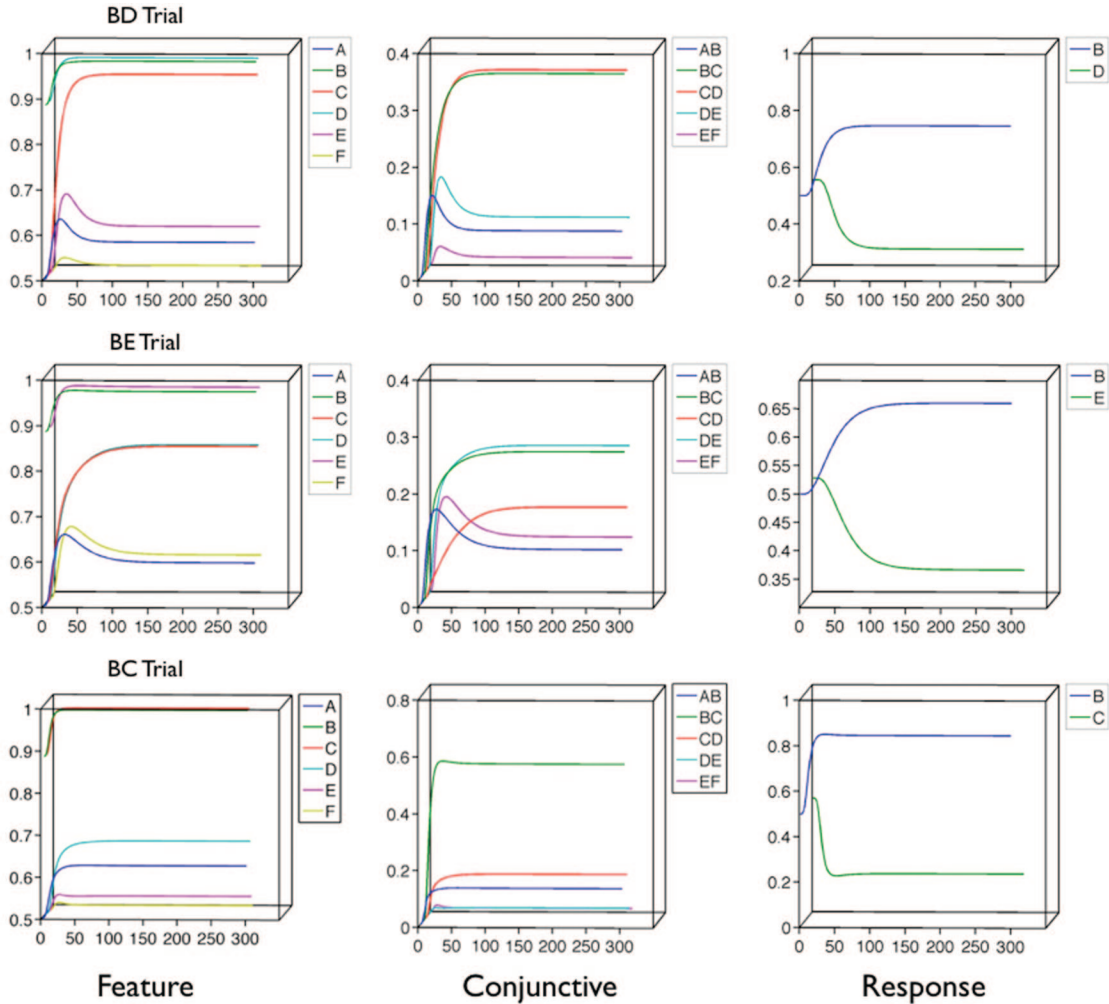 BD Trial
1
0.9
0.8
0.7
0.6
0.5
0 50 100 150 200 250 300
A
B
C
D
E
F
0.4
0.3
0.2
0.1
0
0 50 100 150 200 250 300
AB
BC
CD
DE
EF
1
0.8
0.6
0.4
0.2
0 50 100 150 200 250 300
B
D
BE Trial
1
0.9
0.8
0.7
0.6
0.5
0 50 100 150 200 250 300
A
B
C
D
E
F
0.4
0.3
0.2
0.1
0
0 50 100 150 200 250 300
AB
BC
CD
DE
EF
0.65
0.6
0.55
0.5
0.45
0.4
0.35
0 50 100 150 200 250 300
B
E
BC Trial
1
0.9
0.8
0.7
0.6
0.5
0 50 100 150 200 250 300
A
B
C
D
E
F
0.8
0.6
0.4
0.2
0
0 50 100 150 200 250 300
AB
BC
CD
DE
EF
1
0.8
0.6
0.4
0.2
0
0 50 100 150 200 250 300
B
C
Feature Conjunctive Response